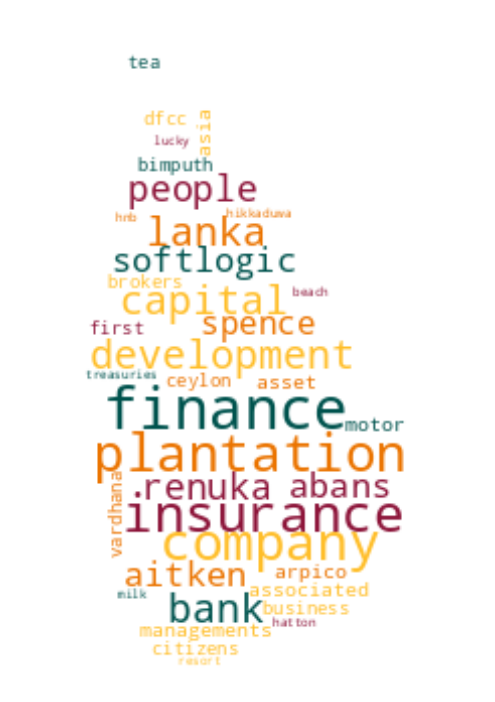 tea
dfcc
asia
lucky
bimputh
people
hnb
hikkaduwa
lanka
softlogic
brokers
capital
beach
first
spence
development
treasuries
ceylon
asset
finance
motor
plantation
vardhana
.renuka
abans
insurance
company
aitken
arpico
milk
associated
bank
business
hatton
managements
citizens
resort